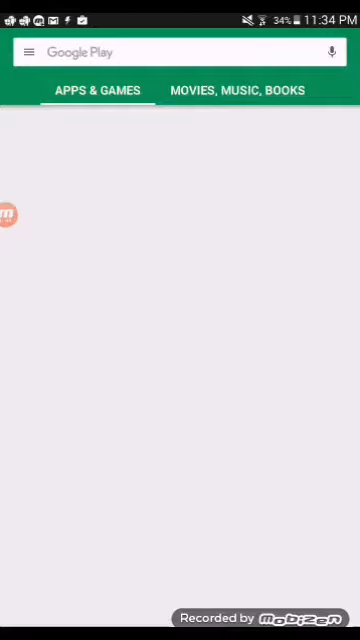 34% 11:34 PM
Google Play
APPS & GAMES MOVIES, MUSIC, BOOKS
m
Recorded by mobizen